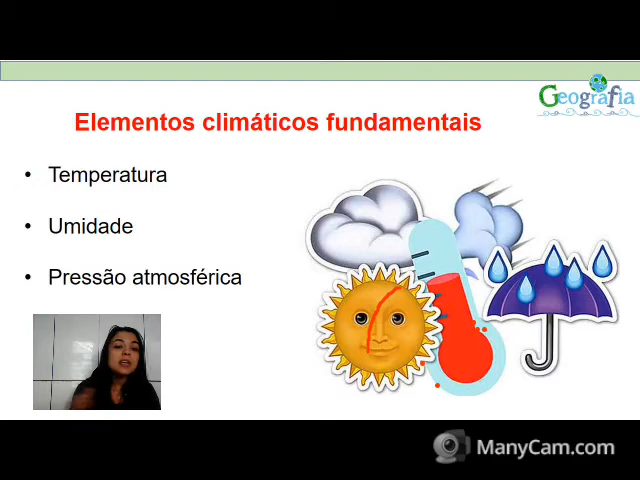 Geografia
Elementos climáticos fundamentais
• Temperatura
• Umidade
• Pressão atmosférica
ManyCam.com